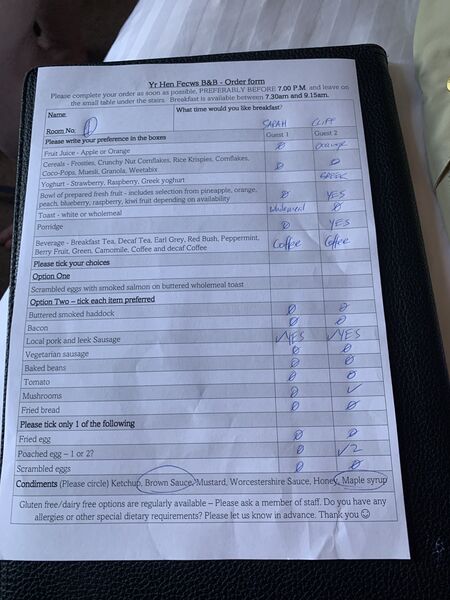 Yr Hen Fecws B&B - Order form
Please complete your order as soon as possible, PREFERABLY BEFORE 7.00 P.M and leave on
the small table under the stairs. Breakfast is available between 7.30am and 9.15am.
Name: What time would you like breakfast?
Room No.
SARAH CLIFF
Please write your preference in the boxes Guest 1 Guest 2
Fruit Juice - Apple or Orange Ø Orange
Cereals - Frosties, Crunchy Nut Cornflakes, Rice Krispies, Cornflakes,
Coco-Pops, Muesli, Granola, Weetabix Ø Ø
Yoghurt - Strawberry, Raspberry, Greek yoghurt GREEK
Bowl of prepared fresh fruit - includes selection from pineapple, orange,
peach, blueberry, raspberry, kiwi fruit depending on availability Ø YES
Toast - white or wholemeal Wholemeal Ø
Porridge Ø YES
Beverage - Breakfast Tea, Decaf Tea, Earl Grey, Red Bush, Peppermint,
Berry Fruit, Green, Camomile, Coffee and decaf Coffee Coffee Coffee
Please tick your choices
Option One
Scrambled eggs with smoked salmon on buttered wholemeal toast
Option Two – tick each item preferred
Buttered smoked haddock Ø Ø
Bacon Ø Ø
Local pork and leek Sausage ✓YES ✓YES
Vegetarian sausage Ø Ø
Baked beans Ø Ø
Tomato Ø Ø
Mushrooms Ø ✓
Fried bread Ø Ø
Please tick only 1 of the following
Fried egg Ø Ø
Poached egg – 1 or 2? Ø ✓2
Scrambled eggs Ø Ø
Condiments (Please circle) Ketchup, Brown Sauce, Mustard, Worcestershire Sauce, Honey, Maple syrup
Gluten free/dairy free options are regularly available – Please ask a member of staff. Do you have any
allergies or other special dietary requirements? Please let us know in advance. Thank you ☺